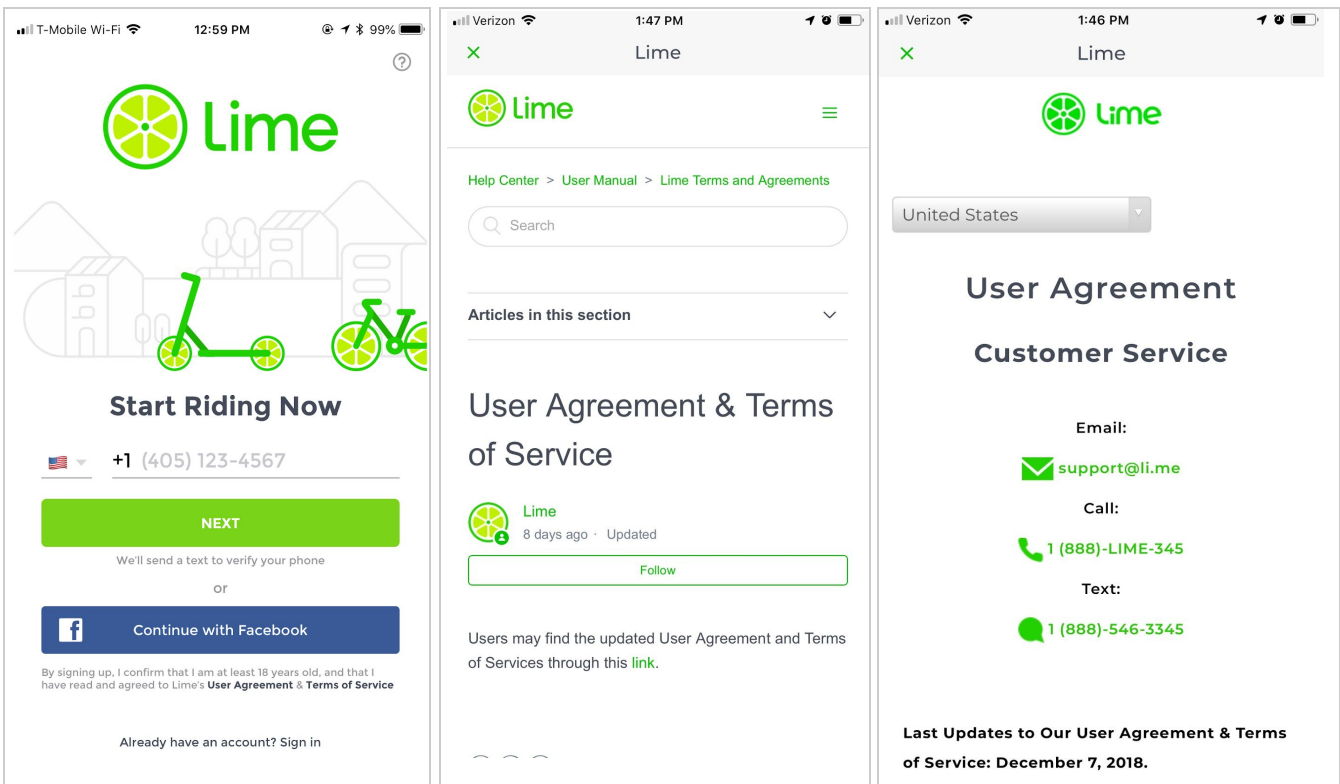 T-Mobile Wi-Fi 12:59 PM 99%
?
Lime
Start Riding Now
+1 (405) 123-4567
NEXT
We'll send a text to verify your phone
or
f Continue with Facebook
By signing up, I confirm that I am at least 18 years old, and that I
have read and agreed to Lime's User Agreement & Terms of Service
Already have an account? Sign in
Verizon 1:47 PM
× Lime
Lime
Help Center > User Manual > Lime Terms and Agreements
Search
Articles in this section
User Agreement & Terms
of Service
Lime
8 days ago · Updated
Follow
Users may find the updated User Agreement and Terms
of Services through this link.
Verizon 1:46 PM
× Lime
Lime
United States
User Agreement
Customer Service
Email:
support@li.me
Call:
1 (888)-LIME-345
Text:
1 (888)-546-3345
Last Updates to Our User Agreement & Terms
of Service: December 7, 2018.